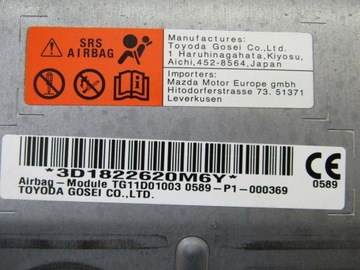 SRS
AIRBAG
Manufactures:
Toyoda Gosei Co.,Ltd.
1 Haruhinagahata,Kiyosu,
Aichi,452-8564,Japan
Importers:
Mazda Motor Europe gmbh
Hitodorferstrasse 73. 51371
Leverkusen
*3D1822620M6Y*
Airbag-Module TG11D01003 0589-P1-000369
TOYODA GOSEI CO.,LTD.
CE
0589